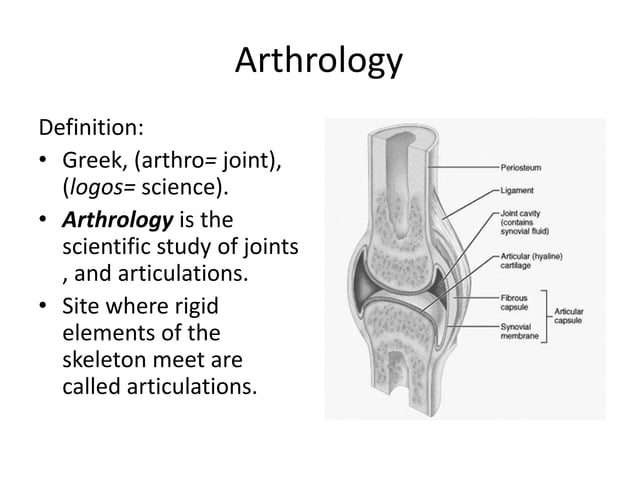 Arthrology
Definition:
• Greek, (arthro= joint),
(logos= science).
• Arthrology is the
scientific study of joints
, and articulations.
• Site where rigid
elements of the
skeleton meet are
called articulations.
Periosteum
Ligament
Joint cavity
(contains
synovial fluid)
Articular (hyaline)
cartilage
Fibrous
capsule
Articular
capsule
Synovial
membrane